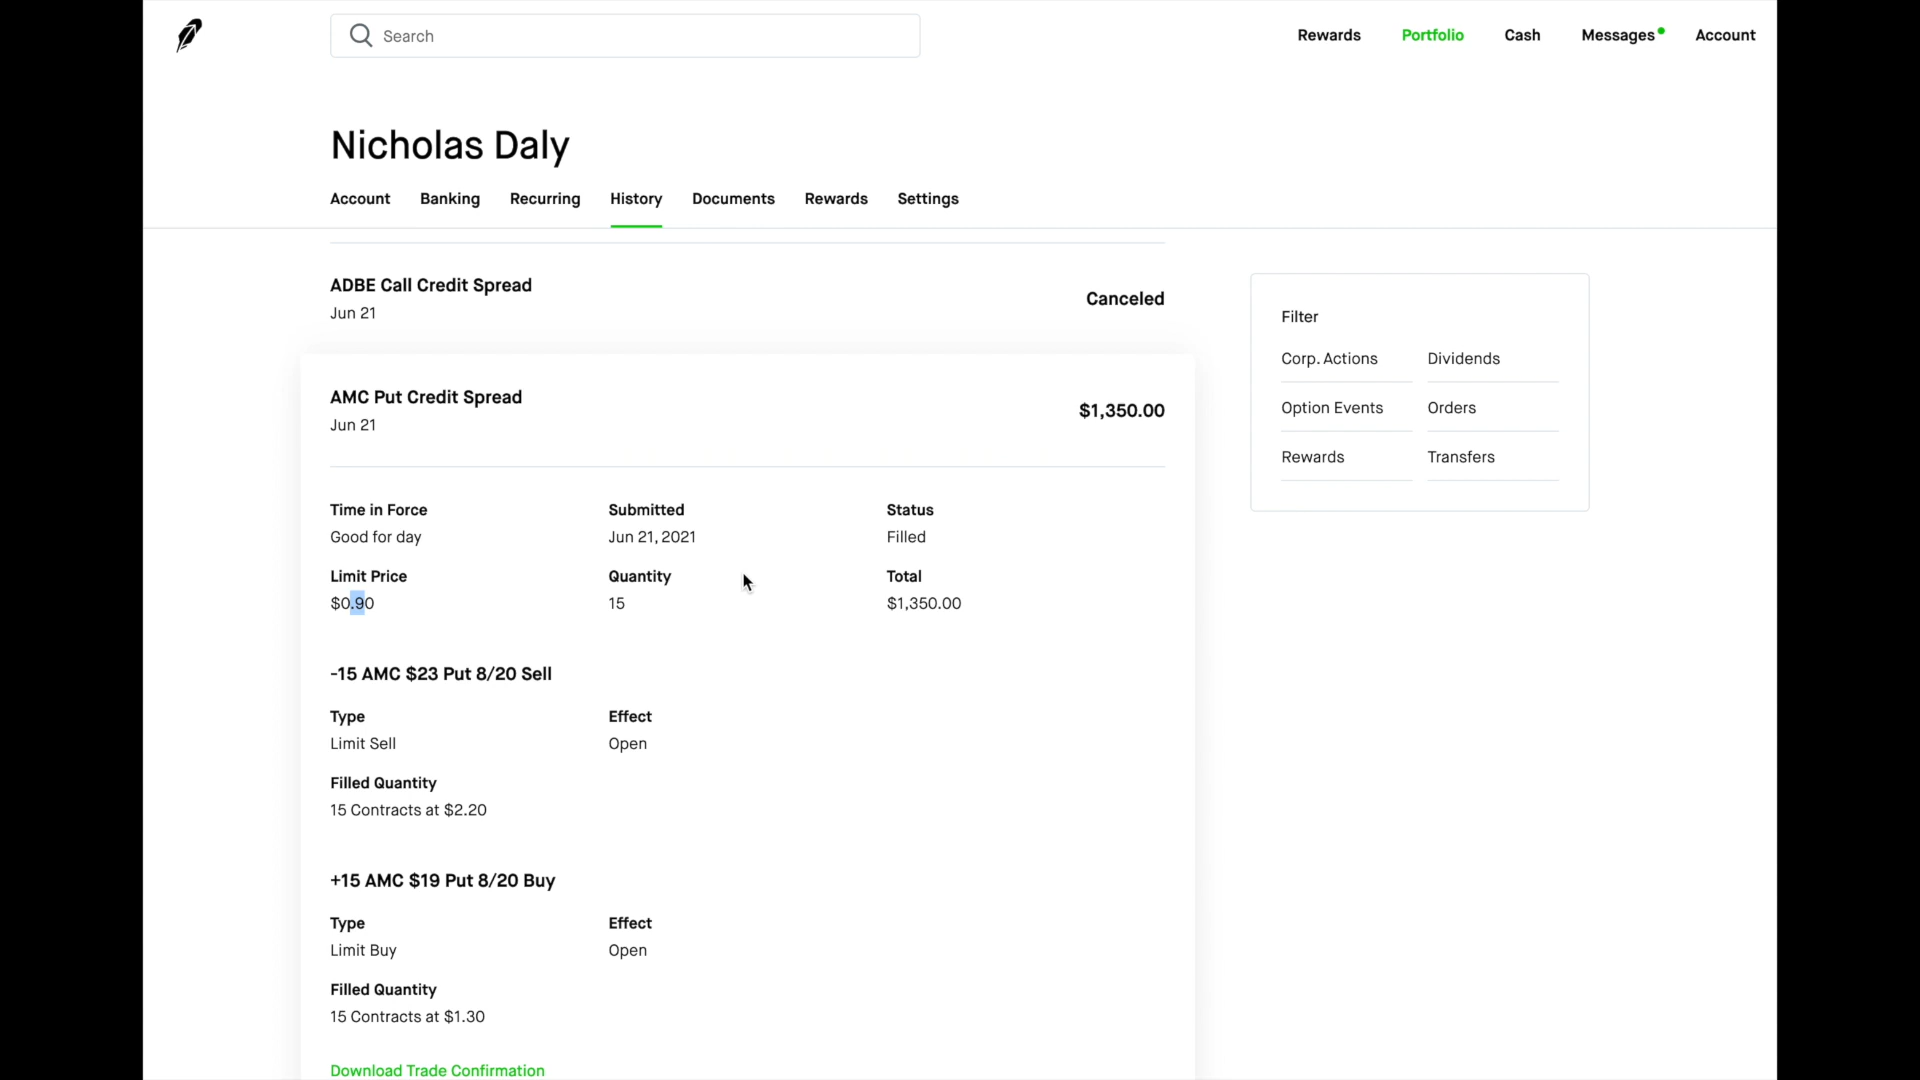 Search
Rewards Portfolio Cash Messages Account
Nicholas Daly
Account Banking Recurring History Documents Rewards Settings
ADBE Call Credit Spread
Jun 21
Canceled
AMC Put Credit Spread
Jun 21
$1,350.00
Time in Force Submitted Status
Good for day Jun 21, 2021 Filled
Limit Price Quantity Total
$0.90 15 $1,350.00
-15 AMC $23 Put 8/20 Sell
Type Effect
Limit Sell Open
Filled Quantity
15 Contracts at $2.20
+15 AMC $19 Put 8/20 Buy
Type Effect
Limit Buy Open
Filled Quantity
15 Contracts at $1.30
Download Trade Confirmation
Filter
Corp. Actions Dividends
Option Events Orders
Rewards Transfers